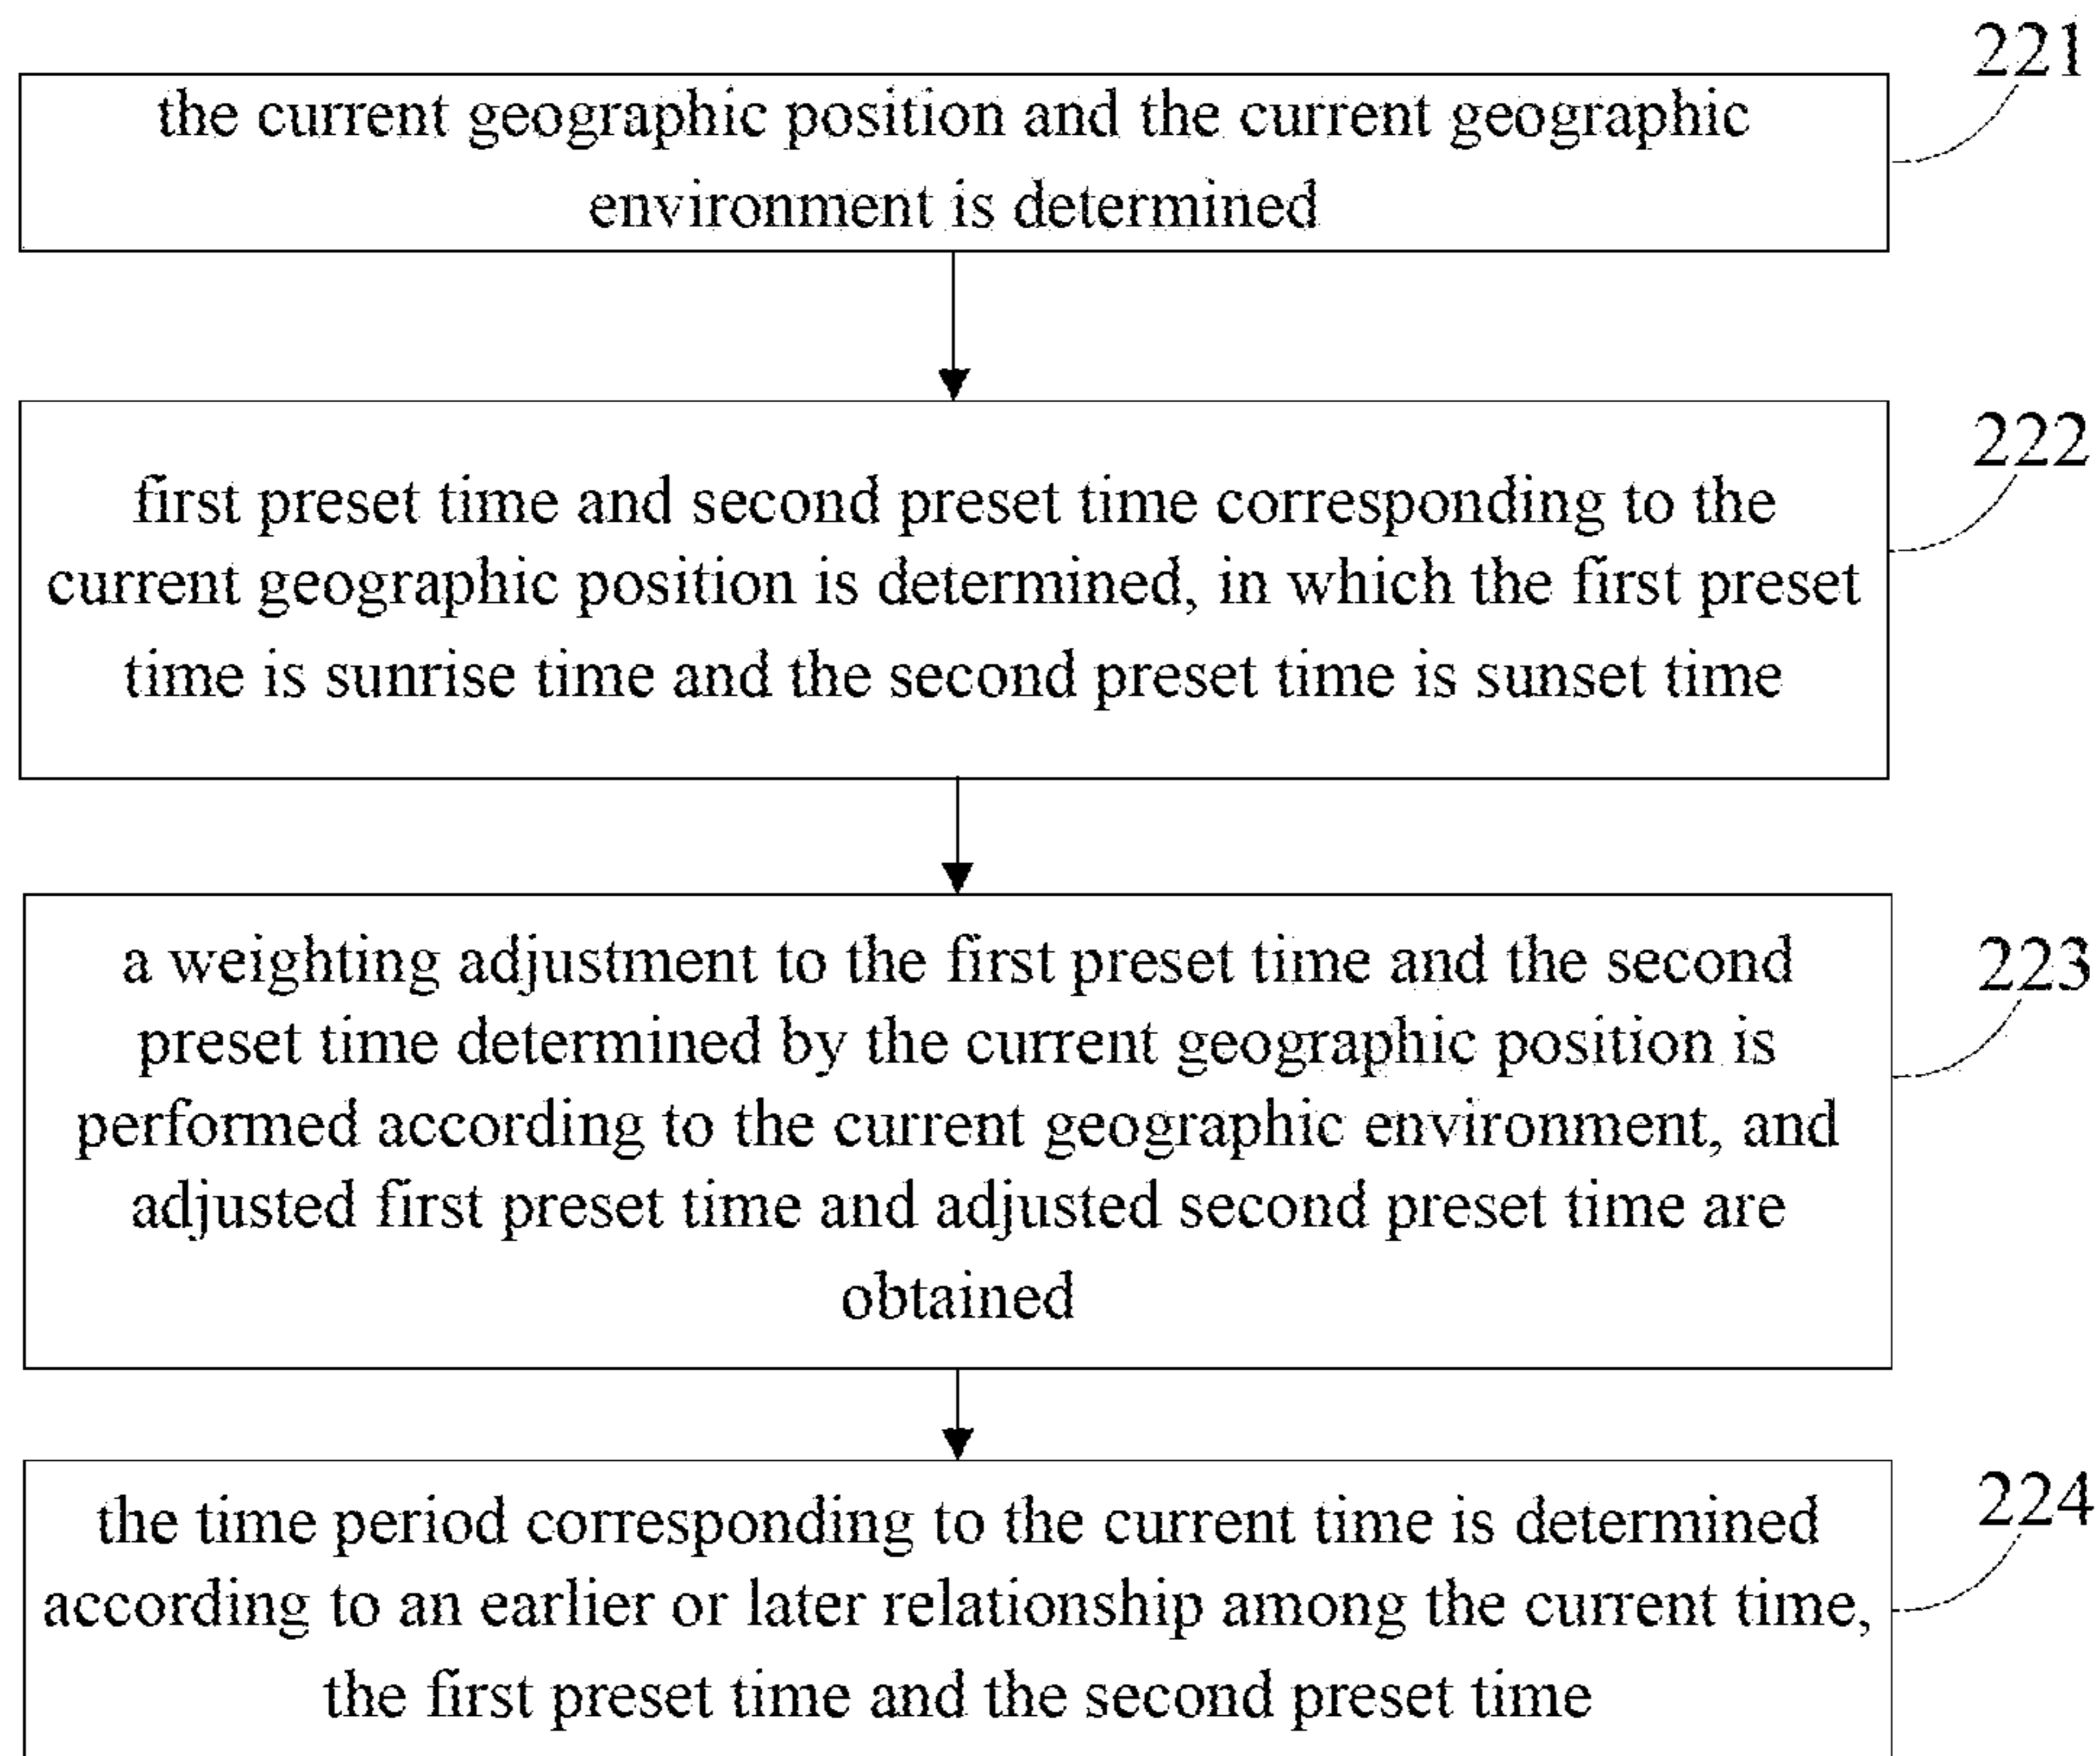 221
the current geographic position and the current geographic
environment is determined
222
first preset time and second preset time corresponding to the
current geographic position is determined, in which the first preset
time is sunrise time and the second preset time is sunset time
223
a weighting adjustment to the first preset time and the second
preset time determined by the current geographic position is
performed according to the current geographic environment, and
adjusted first preset time and adjusted second preset time are
obtained
224
the time period corresponding to the current time is determined
according to an earlier or later relationship among the current time,
the first preset time and the second preset time